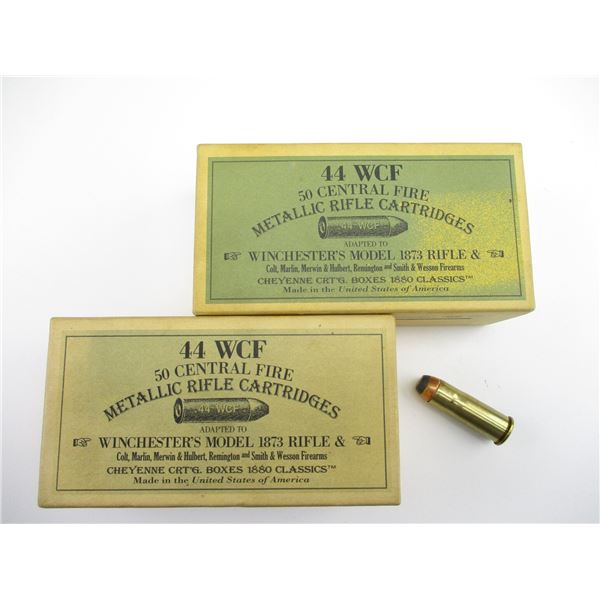 44 WCF
50 CENTRAL FIRE
METALLIC RIFLE CARTRIDGES
44 WCF
ADAPTED TO
WINCHESTER'S MODEL 1873 RIFLE &
Colt, Marlin, Merwin & Hulbert, Remington and Smith & Wesson Firearms
CHEYENNE CRT'G. BOXES 1880 CLASSICS™
Made in the United States of America
44 WCF
50 CENTRAL FIRE
METALLIC RIFLE CARTRIDGES
44 WCF
ADAPTED TO
WINCHESTER'S MODEL 1873 RIFLE &
Colt, Marlin, Merwin & Hulbert, Remington and Smith & Wesson Firearms
CHEYENNE CRT'G. BOXES 1880 CLASSICS™
Made in the United States of America